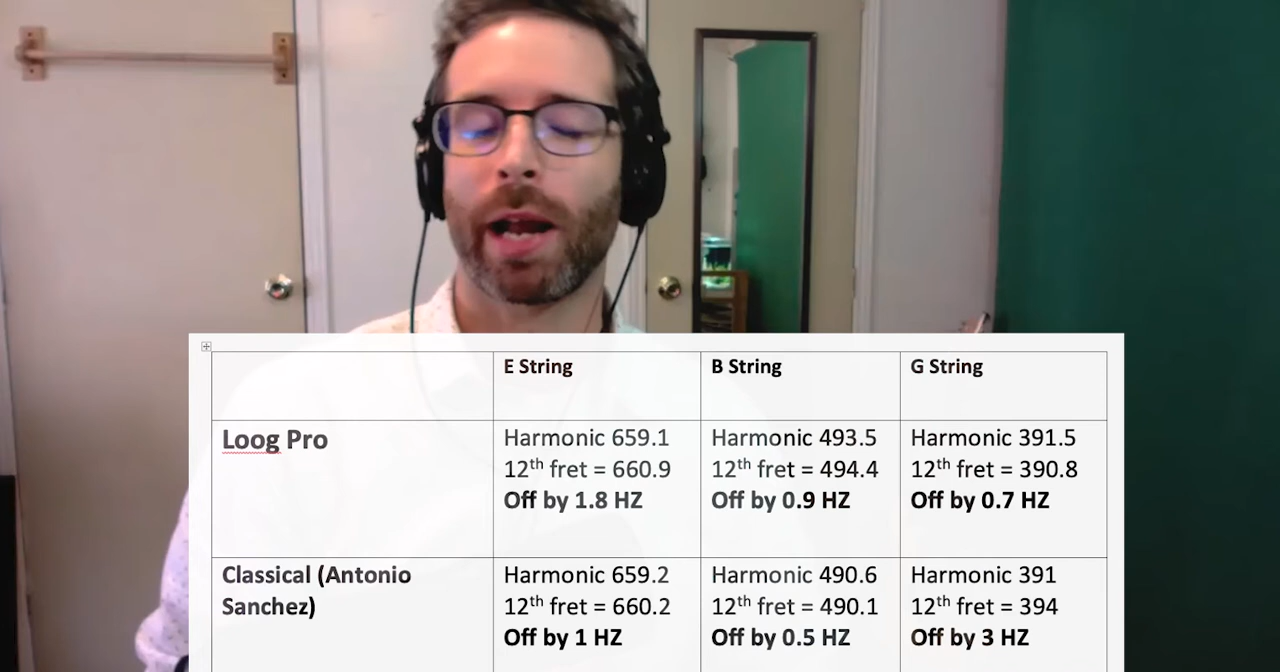 E String B String G String
Loog Pro Harmonic 659.1 Harmonic 493.5 Harmonic 391.5
12th fret = 660.9 12th fret = 494.4 12th fret = 390.8
Off by 1.8 HZ Off by 0.9 HZ Off by 0.7 HZ
Classical (Antonio Harmonic 659.2 Harmonic 490.6 Harmonic 391
Sanchez) 12th fret = 660.2 12th fret = 490.1 12th fret = 394
Off by 1 HZ Off by 0.5 HZ Off by 3 HZ